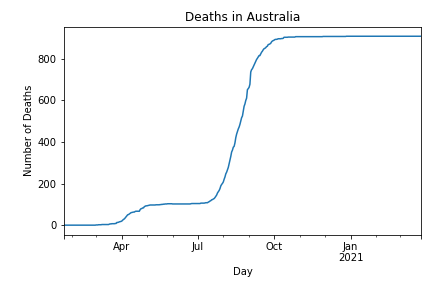 Deaths in Australia
Number of Deaths
800
600
400
200
0
Apr
Jul
Oct
Jan
2021
Day